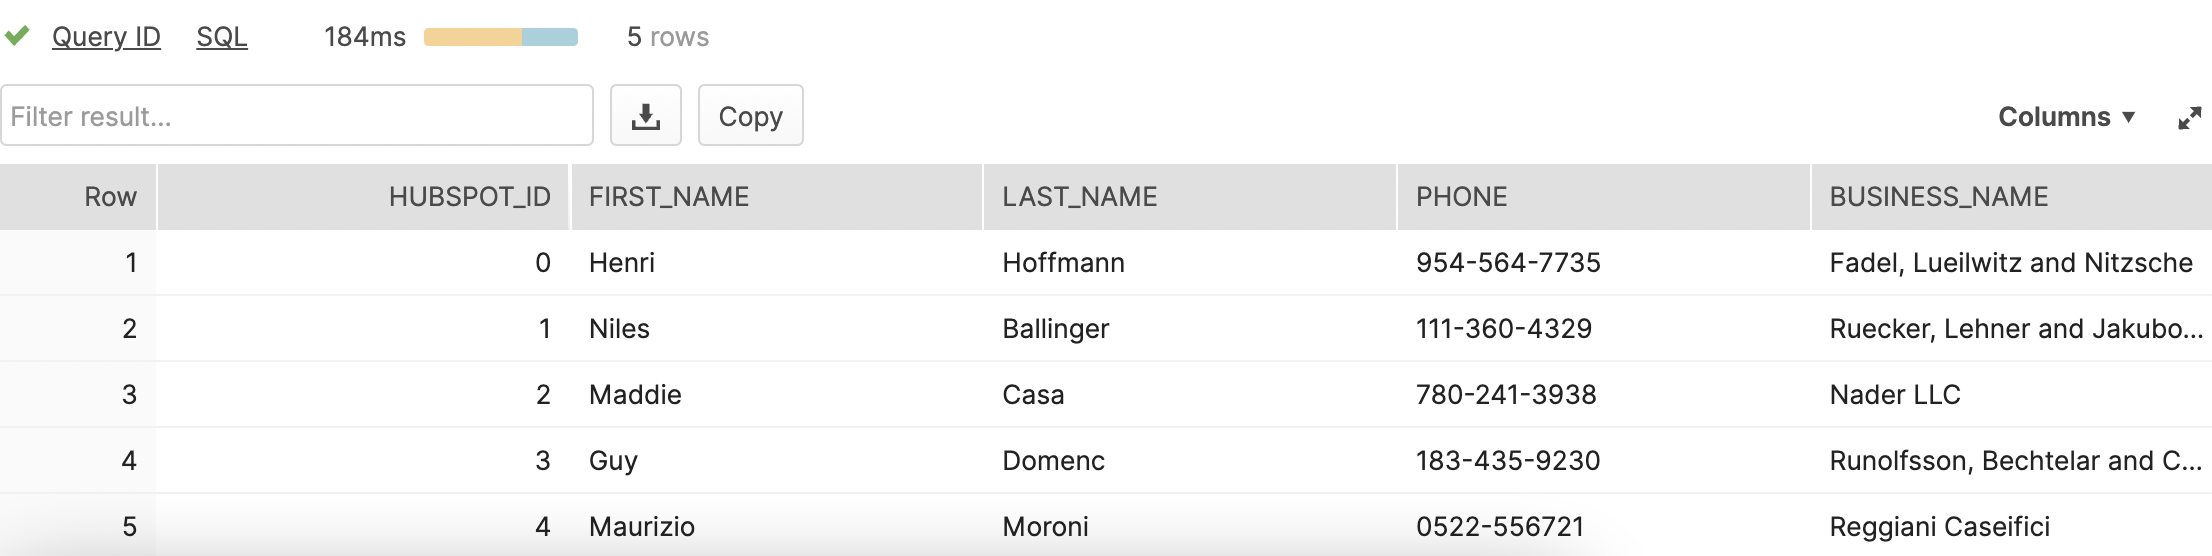 Query ID SQL 184ms 5 rows
Filter result... Copy Columns
Row HUBSPOT_ID FIRST_NAME LAST_NAME PHONE BUSINESS_NAME
1 0 Henri Hoffmann 954-564-7735 Fadel, Lueilwitz and Nitzsche
2 1 Niles Ballinger 111-360-4329 Ruecker, Lehner and Jakubo...
3 2 Maddie Casa 780-241-3938 Nader LLC
4 3 Guy Domenc 183-435-9230 Runolfsson, Bechtelar and C...
5 4 Maurizio Moroni 0522-556721 Reggiani Caseifici